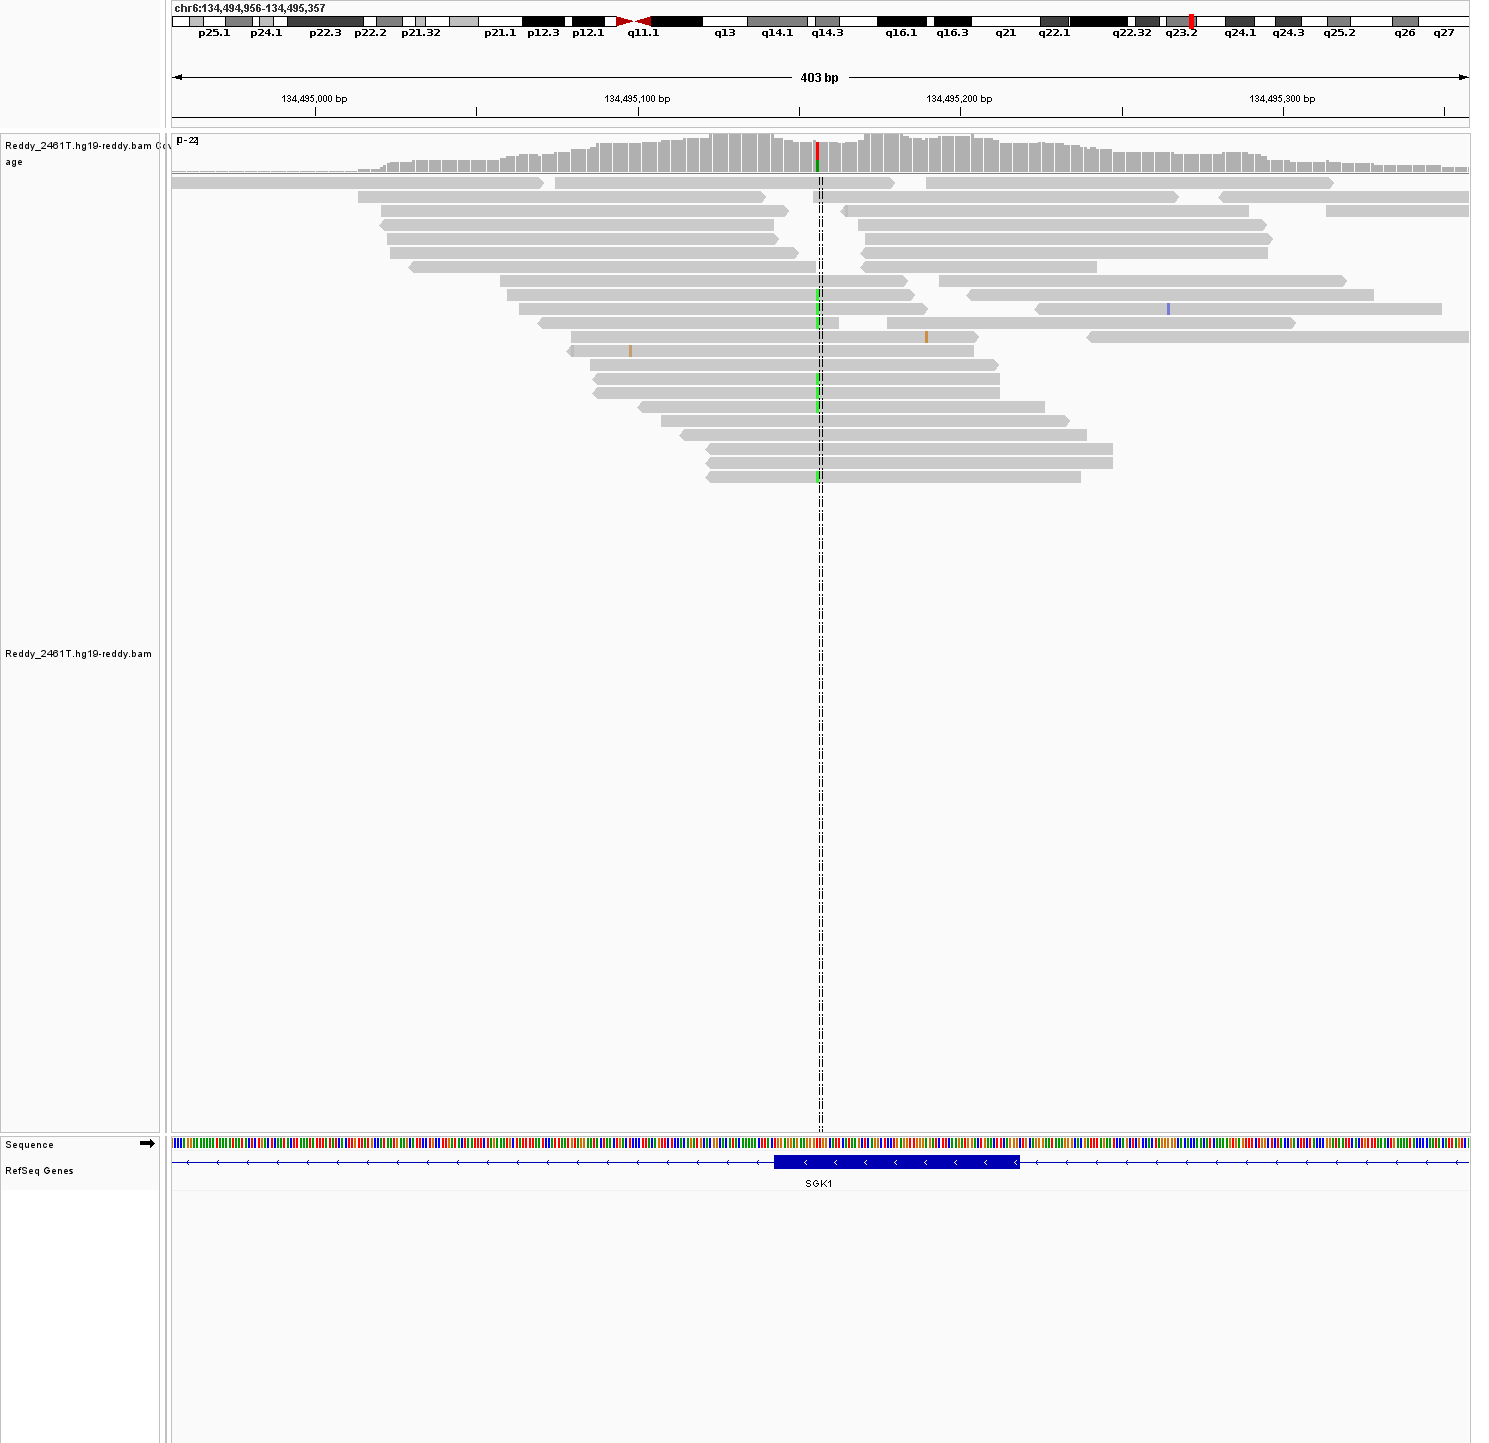 chr6:134,494,956-134,495,357
p25.1 p24.1 p22.3 p22.2 p21.32 p21.1 p12.3 p12.1 q11.1 q13 q14.1 q14.3 q16.1 q16.3 q21 q22.1 q22.32 q23.2 q24.1 q24.3 q25.2 q26 q27
403 bp
134,495,000 bp 134,495,100 bp 134,495,200 bp 134,495,300 bp
[0 - 22]
Reddy_2461T.hg19-reddy.bam Cov
age
Reddy_2461T.hg19-reddy.bam
Sequence
RefSeq Genes
SGK1